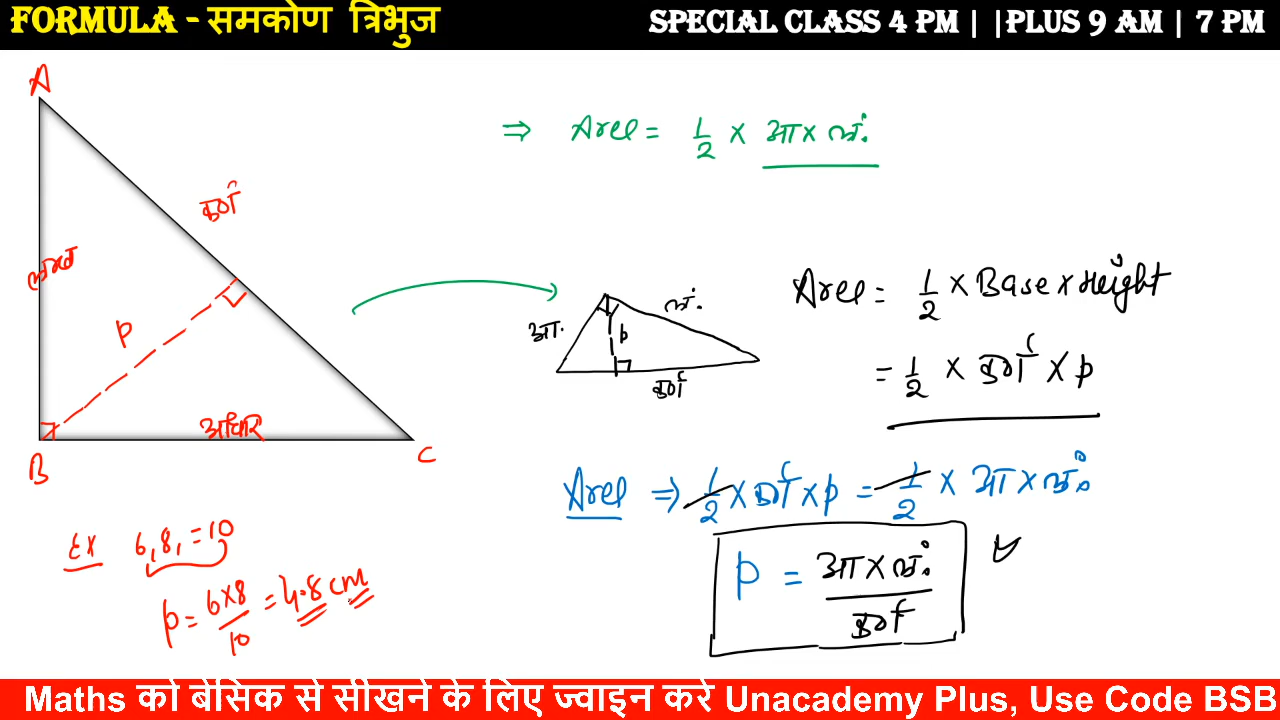 FORMULA - समकोण त्रिभुज
SPECIAL CLASS 4 PM | |PLUS 9 AM | 7 PM
A
कर्ण
लम्ब
P
आधार
B
C
⇒ Area = 1/2 × आ × लं.
आ.
लं.
p
कर्ण
Area = 1/2 × Base × Height
= 1/2 × कर्ण × p
Area ⇒ 1/2 × कर्ण × p = 1/2 × आ × लं.
P = आ × लं. / कर्ण
Ex 6, 8, = 10
p = 6×8/10 = 4.8 cm
Maths को बेसिक से सीखने के लिए ज्वाइन करे Unacademy Plus, Use Code BSB